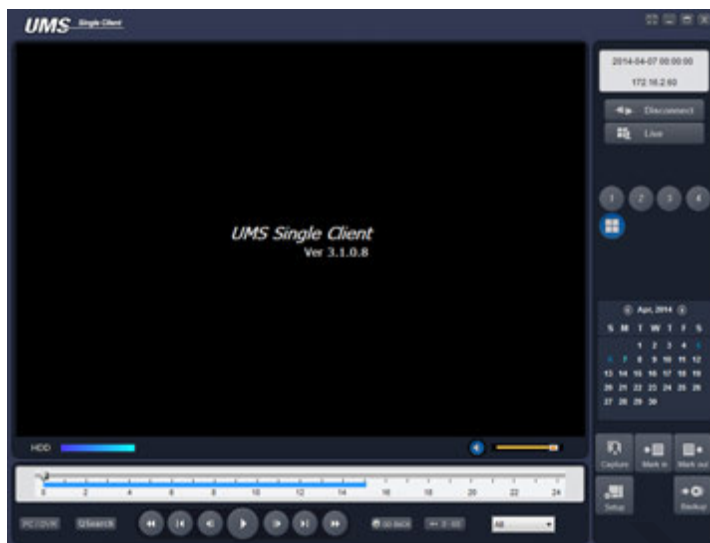 UMS Single Client
2014-04-07 00:00:00
172.16.2.60
Disconnect
Live
1 2 3 4
UMS Single Client
Ver 3.1.0.8
Apr, 2014
S M T W T F S
1 2 3 4 5
6 7 8 9 10 11 12
13 14 15 16 17 18 19
20 21 22 23 24 25 26
27 28 29 30
HDD
Capture Mark in Mark out
0 2 4 6 8 10 12 14 16 18 20 22 24
Setup Backup
PC / DVR QSearch GO BACK All